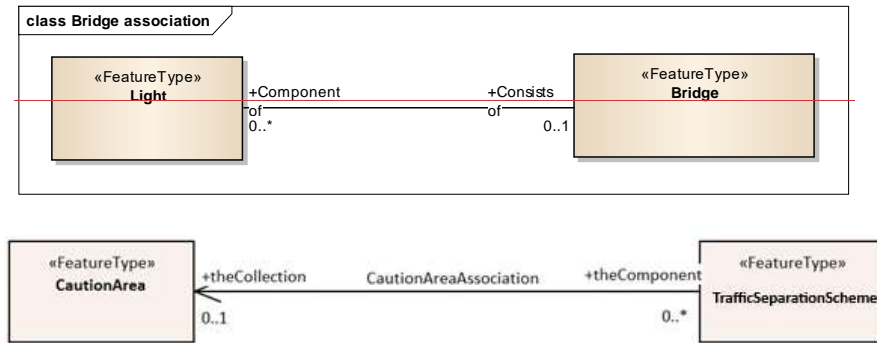 class Bridge association
«FeatureType»
Light
+Component
of
0..*
+Consists
of
0..1
«FeatureType»
Bridge
«FeatureType»
CautionArea
+theCollection
0..1
CautionAreaAssociation
+theComponent
0..*
«FeatureType»
TrafficSeparationScheme